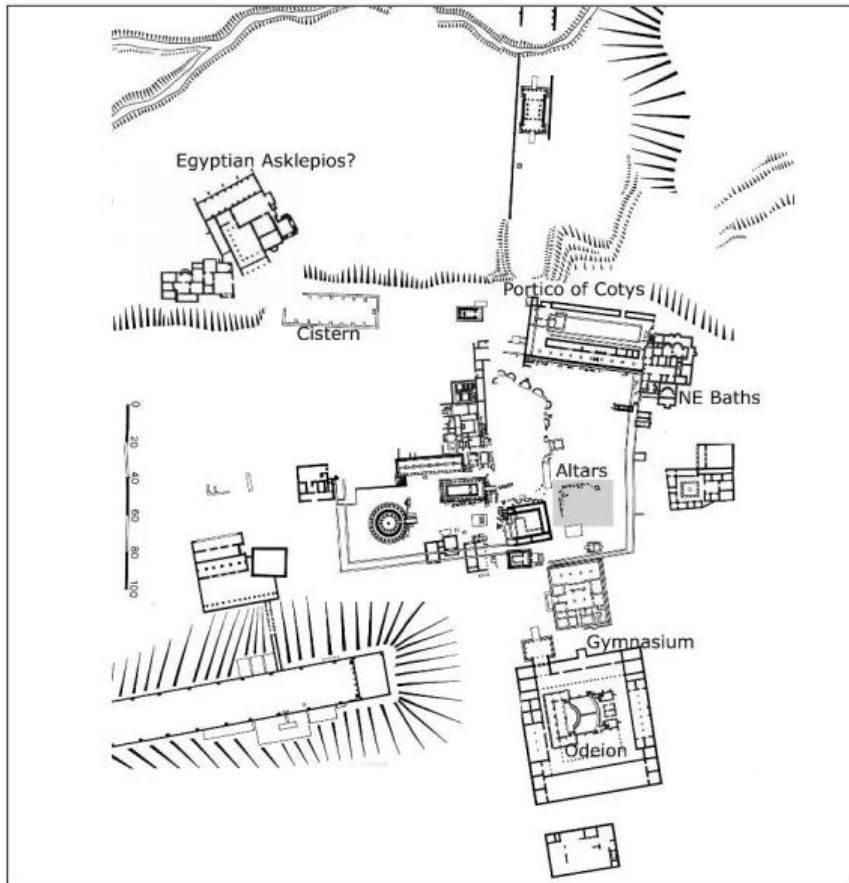 Egyptian Asklepios?
Portico of Cotys
Cistern
NE Baths
0
20
40
60
80
100
Altars
Gymnasium
Odeion